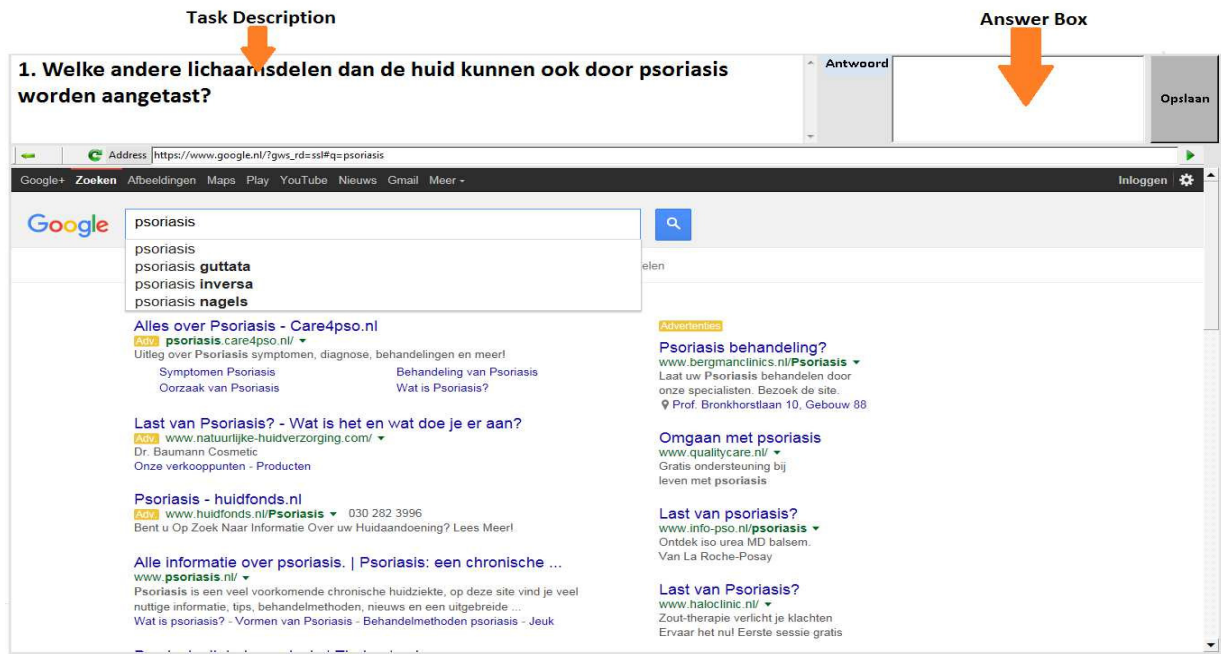 Task Description
Answer Box
1. Welke andere lichaamsdelen dan de huid kunnen ook door psoriasis
worden aangetast?
Antwoord
Opslaan
Address https://www.google.nl/?gws_rd=ssl#q=psoriasis
Google+ Zoeken Afbeeldingen Maps Play YouTube Nieuws Gmail Meer
Inloggen
Google
psoriasis
psoriasis
psoriasis guttata
psoriasis inversa
psoriasis nagels
elen
Alles over Psoriasis - Care4pso.nl
Adv. psoriasis.care4pso.nl/
Uitleg over Psoriasis symptomen, diagnose, behandelingen en meer!
Symptomen Psoriasis Behandeling van Psoriasis
Oorzaak van Psoriasis Wat is Psoriasis?
Last van Psoriasis? - Wat is het en wat doe je er aan?
Adv. www.natuurlijke-huidverzorging.com/
Dr. Baumann Cosmetic
Onze verkooppunten - Producten
Psoriasis - huidfonds.nl
Adv. www.huidfonds.nl/Psoriasis 030 282 3996
Bent u Op Zoek Naar Informatie Over uw Huidaandoening? Lees Meer!
Alle informatie over psoriasis. | Psoriasis: een chronische ...
www.psoriasis.nl/
Psoriasis is een veel voorkomende chronische huidziekte, op deze site vind je veel
nuttige informatie, tips, behandelmethoden, nieuws en een uitgebreide ...
Wat is psoriasis? - Vormen van Psoriasis - Behandelmethoden psoriasis - Jeuk
Advertenties
Psoriasis behandeling?
www.bergmanclinics.nl/Psoriasis
Laat uw Psoriasis behandelen door
onze specialisten. Bezoek de site.
Prof. Bronkhorstlaan 10, Gebouw 88
Omgaan met psoriasis
www.qualitycare.nl/
Gratis ondersteuning bij
leven met psoriasis
Last van psoriasis?
www.info-pso.nl/psoriasis
Ontdek iso urea MD balsem.
Van La Roche-Posay
Last van Psoriasis?
www.haloclinic.nl/
Zout-therapie verlicht je klachten
Ervaar het nu! Eerste sessie gratis